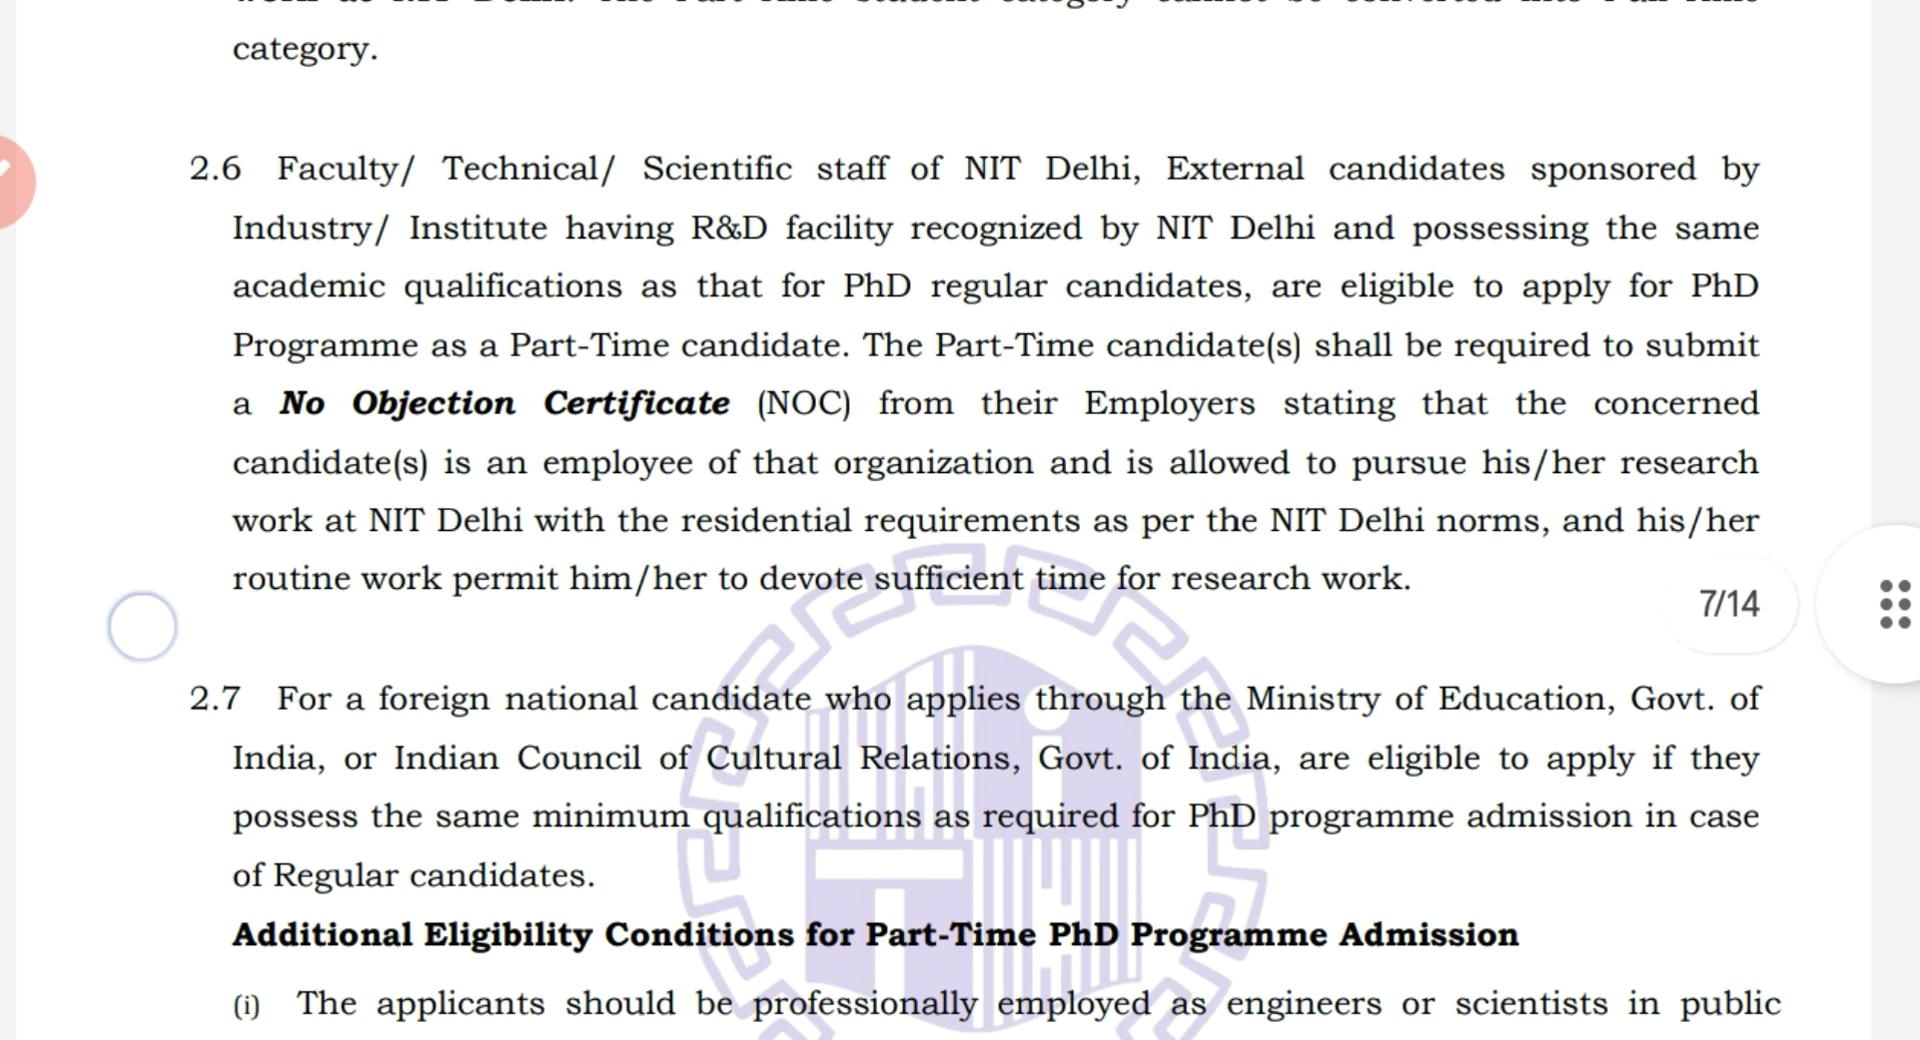 category.
2.6 Faculty/ Technical/ Scientific staff of NIT Delhi, External candidates sponsored by
Industry/ Institute having R&D facility recognized by NIT Delhi and possessing the same
academic qualifications as that for PhD regular candidates, are eligible to apply for PhD
Programme as a Part-Time candidate. The Part-Time candidate(s) shall be required to submit
a No Objection Certificate (NOC) from their Employers stating that the concerned
candidate(s) is an employee of that organization and is allowed to pursue his/her research
work at NIT Delhi with the residential requirements as per the NIT Delhi norms, and his/her
routine work permit him/her to devote sufficient time for research work.
7/14
2.7 For a foreign national candidate who applies through the Ministry of Education, Govt. of
India, or Indian Council of Cultural Relations, Govt. of India, are eligible to apply if they
possess the same minimum qualifications as required for PhD programme admission in case
of Regular candidates.
Additional Eligibility Conditions for Part-Time PhD Programme Admission
(i) The applicants should be professionally employed as engineers or scientists in public